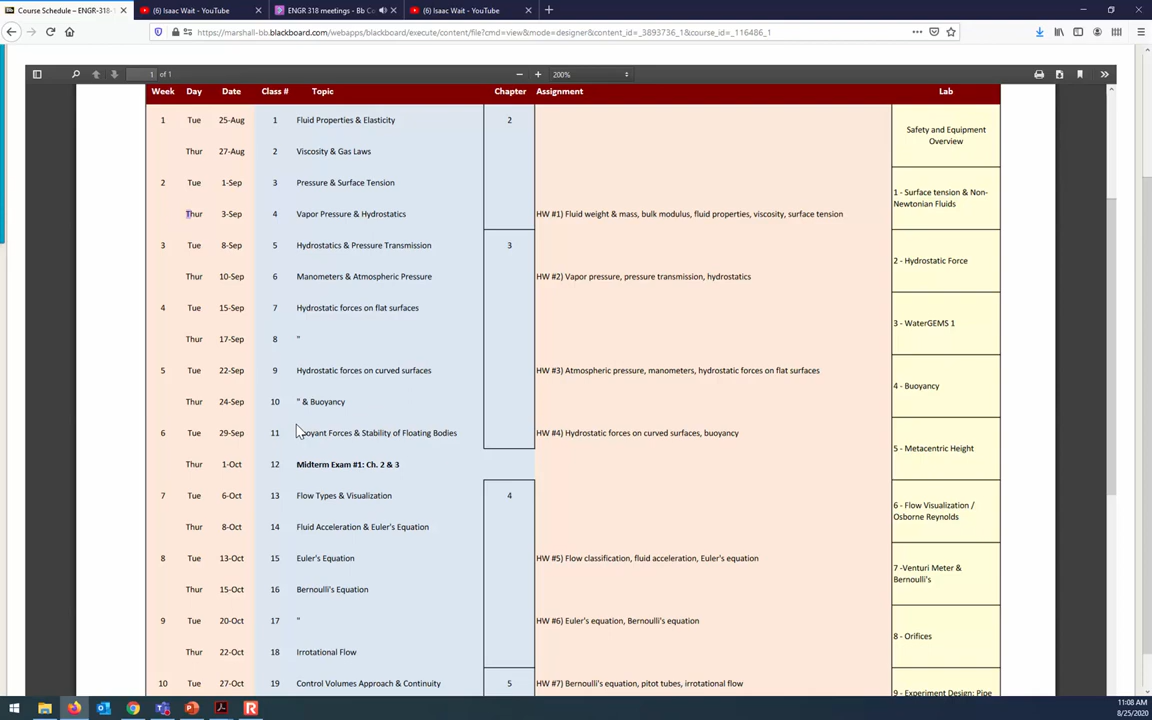 Course Schedule – ENGR-318-
(6) Isaac Wait - YouTube
ENGR 318 meetings - Bb Co
(6) Isaac Wait - YouTube
https://marshall-bb.blackboard.com/webapps/blackboard/execute/content/file?cmd=view&mode=designer&content_id=_3893736_1&course_id=_116486_1
1 of 1
200%
Week Day Date Class # Topic Chapter Assignment Lab
1 Tue 25-Aug 1 Fluid Properties & Elasticity 2
Safety and Equipment
Overview
Thur 27-Aug 2 Viscosity & Gas Laws
2 Tue 1-Sep 3 Pressure & Surface Tension
1 - Surface tension & Non-
Newtonian Fluids
Thur 3-Sep 4 Vapor Pressure & Hydrostatics HW #1) Fluid weight & mass, bulk modulus, fluid properties, viscosity, surface tension
3 Tue 8-Sep 5 Hydrostatics & Pressure Transmission 3
2 - Hydrostatic Force
Thur 10-Sep 6 Manometers & Atmospheric Pressure HW #2) Vapor pressure, pressure transmission, hydrostatics
4 Tue 15-Sep 7 Hydrostatic forces on flat surfaces
3 - WaterGEMS 1
Thur 17-Sep 8 "
5 Tue 22-Sep 9 Hydrostatic forces on curved surfaces HW #3) Atmospheric pressure, manometers, hydrostatic forces on flat surfaces
4 - Buoyancy
Thur 24-Sep 10 " & Buoyancy
6 Tue 29-Sep 11 Buoyant Forces & Stability of Floating Bodies HW #4) Hydrostatic forces on curved surfaces, buoyancy
5 - Metacentric Height
Thur 1-Oct 12 Midterm Exam #1: Ch. 2 & 3
7 Tue 6-Oct 13 Flow Types & Visualization 4
6 - Flow Visualization /
Osborne Reynolds
Thur 8-Oct 14 Fluid Acceleration & Euler's Equation
8 Tue 13-Oct 15 Euler's Equation HW #5) Flow classification, fluid acceleration, Euler's equation
7 -Venturi Meter &
Bernoulli's
Thur 15-Oct 16 Bernoulli's Equation
9 Tue 20-Oct 17 " HW #6) Euler's equation, Bernoulli's equation
8 - Orifices
Thur 22-Oct 18 Irrotational Flow
10 Tue 27-Oct 19 Control Volumes Approach & Continuity 5 HW #7) Bernoulli's equation, pitot tubes, irrotational flow
9 - Experiment Design: Pipe
11:08 AM
8/25/2020